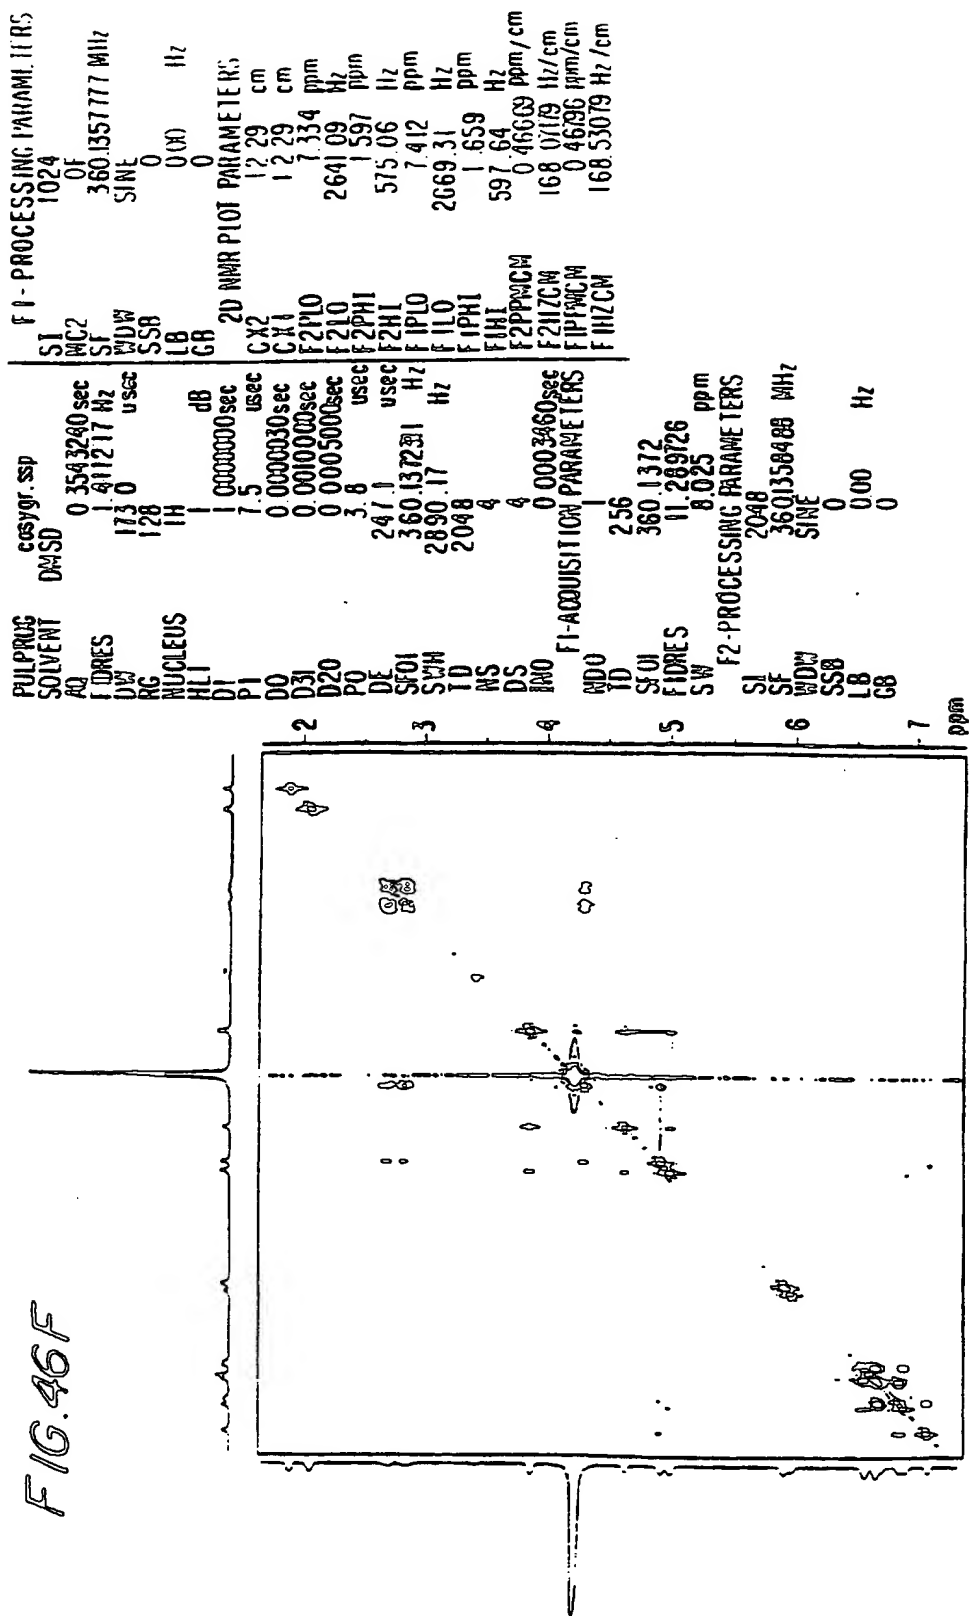 FIG. 46F
PULPROG cosygr.ssp
SOLVENT DMSD
AQ 0.3543240 sec
FIDRES 1.411217 Hz
DW 173.0 usec
RG 128
NUCLEUS 1H
HL1 1 dB
D1 1.0000000 sec
P1 7.5 usec
D0 0.0000030 sec
D31 0.0010000 sec
D20 0.0005000 sec
P0 3.8 usec
DE 247.1 usec
SFO1 360.1372311 Hz
SWH 2890.17 Hz
TD 2048
NS 4
DS 4
IN0 0.0003460 sec
F1-ACQUISITION PARAMETERS
ND0 1
TD 256
SFO1 360.1372
FIDRES 11.289726
SW 8.025 ppm
F2-PROCESSING PARAMETERS
SI 2048
SF 360.1358488 MHz
WDW SINE
SSB 0
LB 0.00 Hz
GB 0
F1-PROCESSING PARAMETERS
SI 1024
MC2 QF
SF 360.1357777 MHz
WDW SINE
SSB 0
LB 0.00 Hz
GB 0
2D NMR PLOT PARAMETERS
CX2 12.29 cm
CX1 12.29 cm
F2PLO 7.334 ppm
F2LO 2641.09 Hz
F2PHI 1.597 ppm
F2HI 575.06 Hz
F1PLO 7.412 ppm
F1LO 2669.31 Hz
F1PHI 1.659 ppm
F1HI 597.64 Hz
F2PPMCM 0.46669 ppm/cm
F2HZCM 168.07179 Hz/cm
F1PPMCM 0.46796 ppm/cm
F1HZCM 168.53079 Hz/cm
2
3
4
5
6
7
ppm